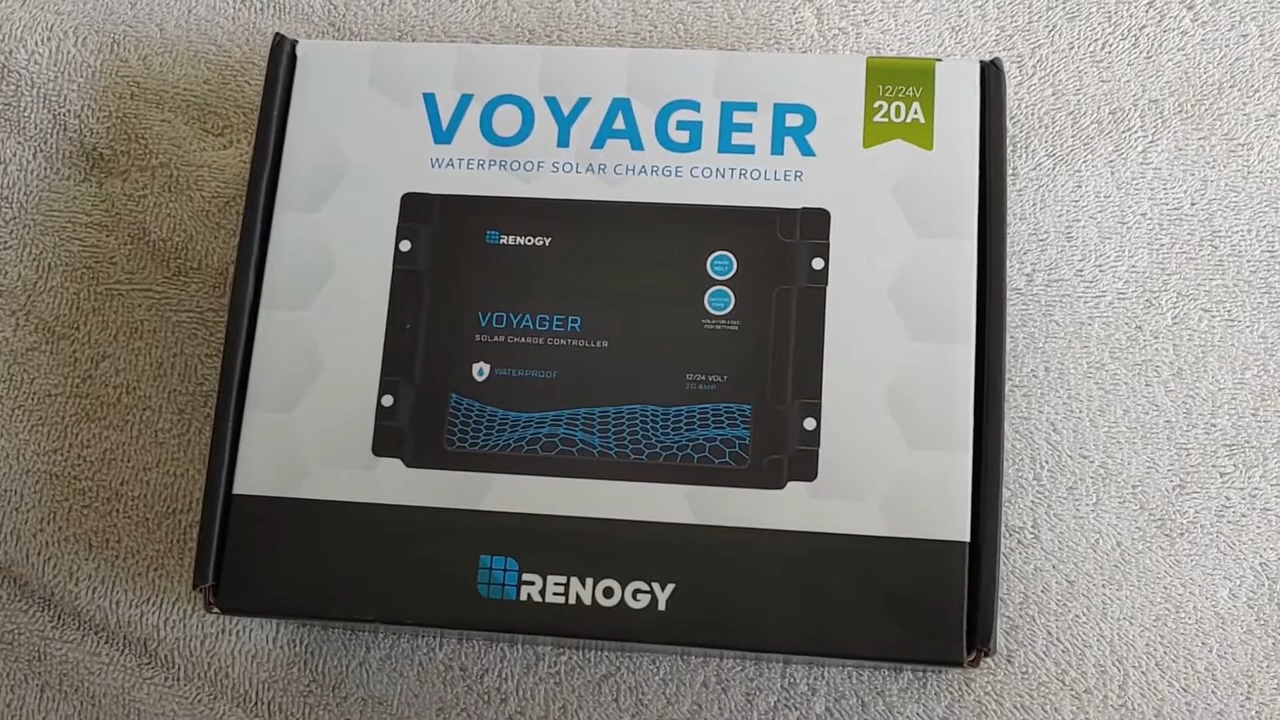 VOYAGER
WATERPROOF SOLAR CHARGE CONTROLLER
12/24V
20A
RENOGY
VOLT
VOYAGER
SOLAR CHARGE CONTROLLER
WATERPROOF
12/24 VOLT
20 AMP
RENOGY